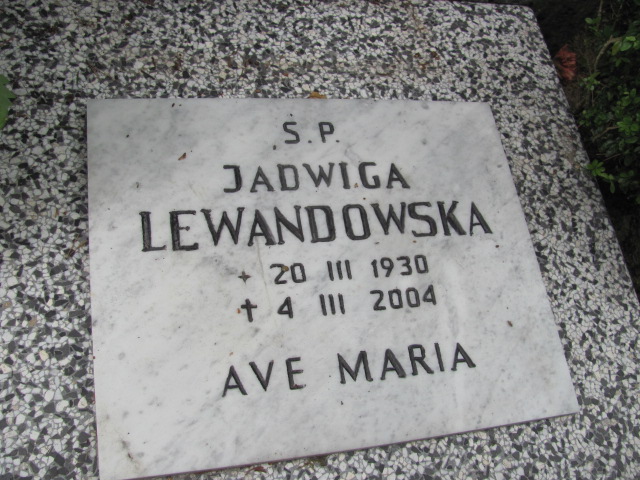 Ś.P.
JADWIGA
LEWANDOWSKA
+ 20 III 1930
✝ 4 III 2004
AVE MARIA